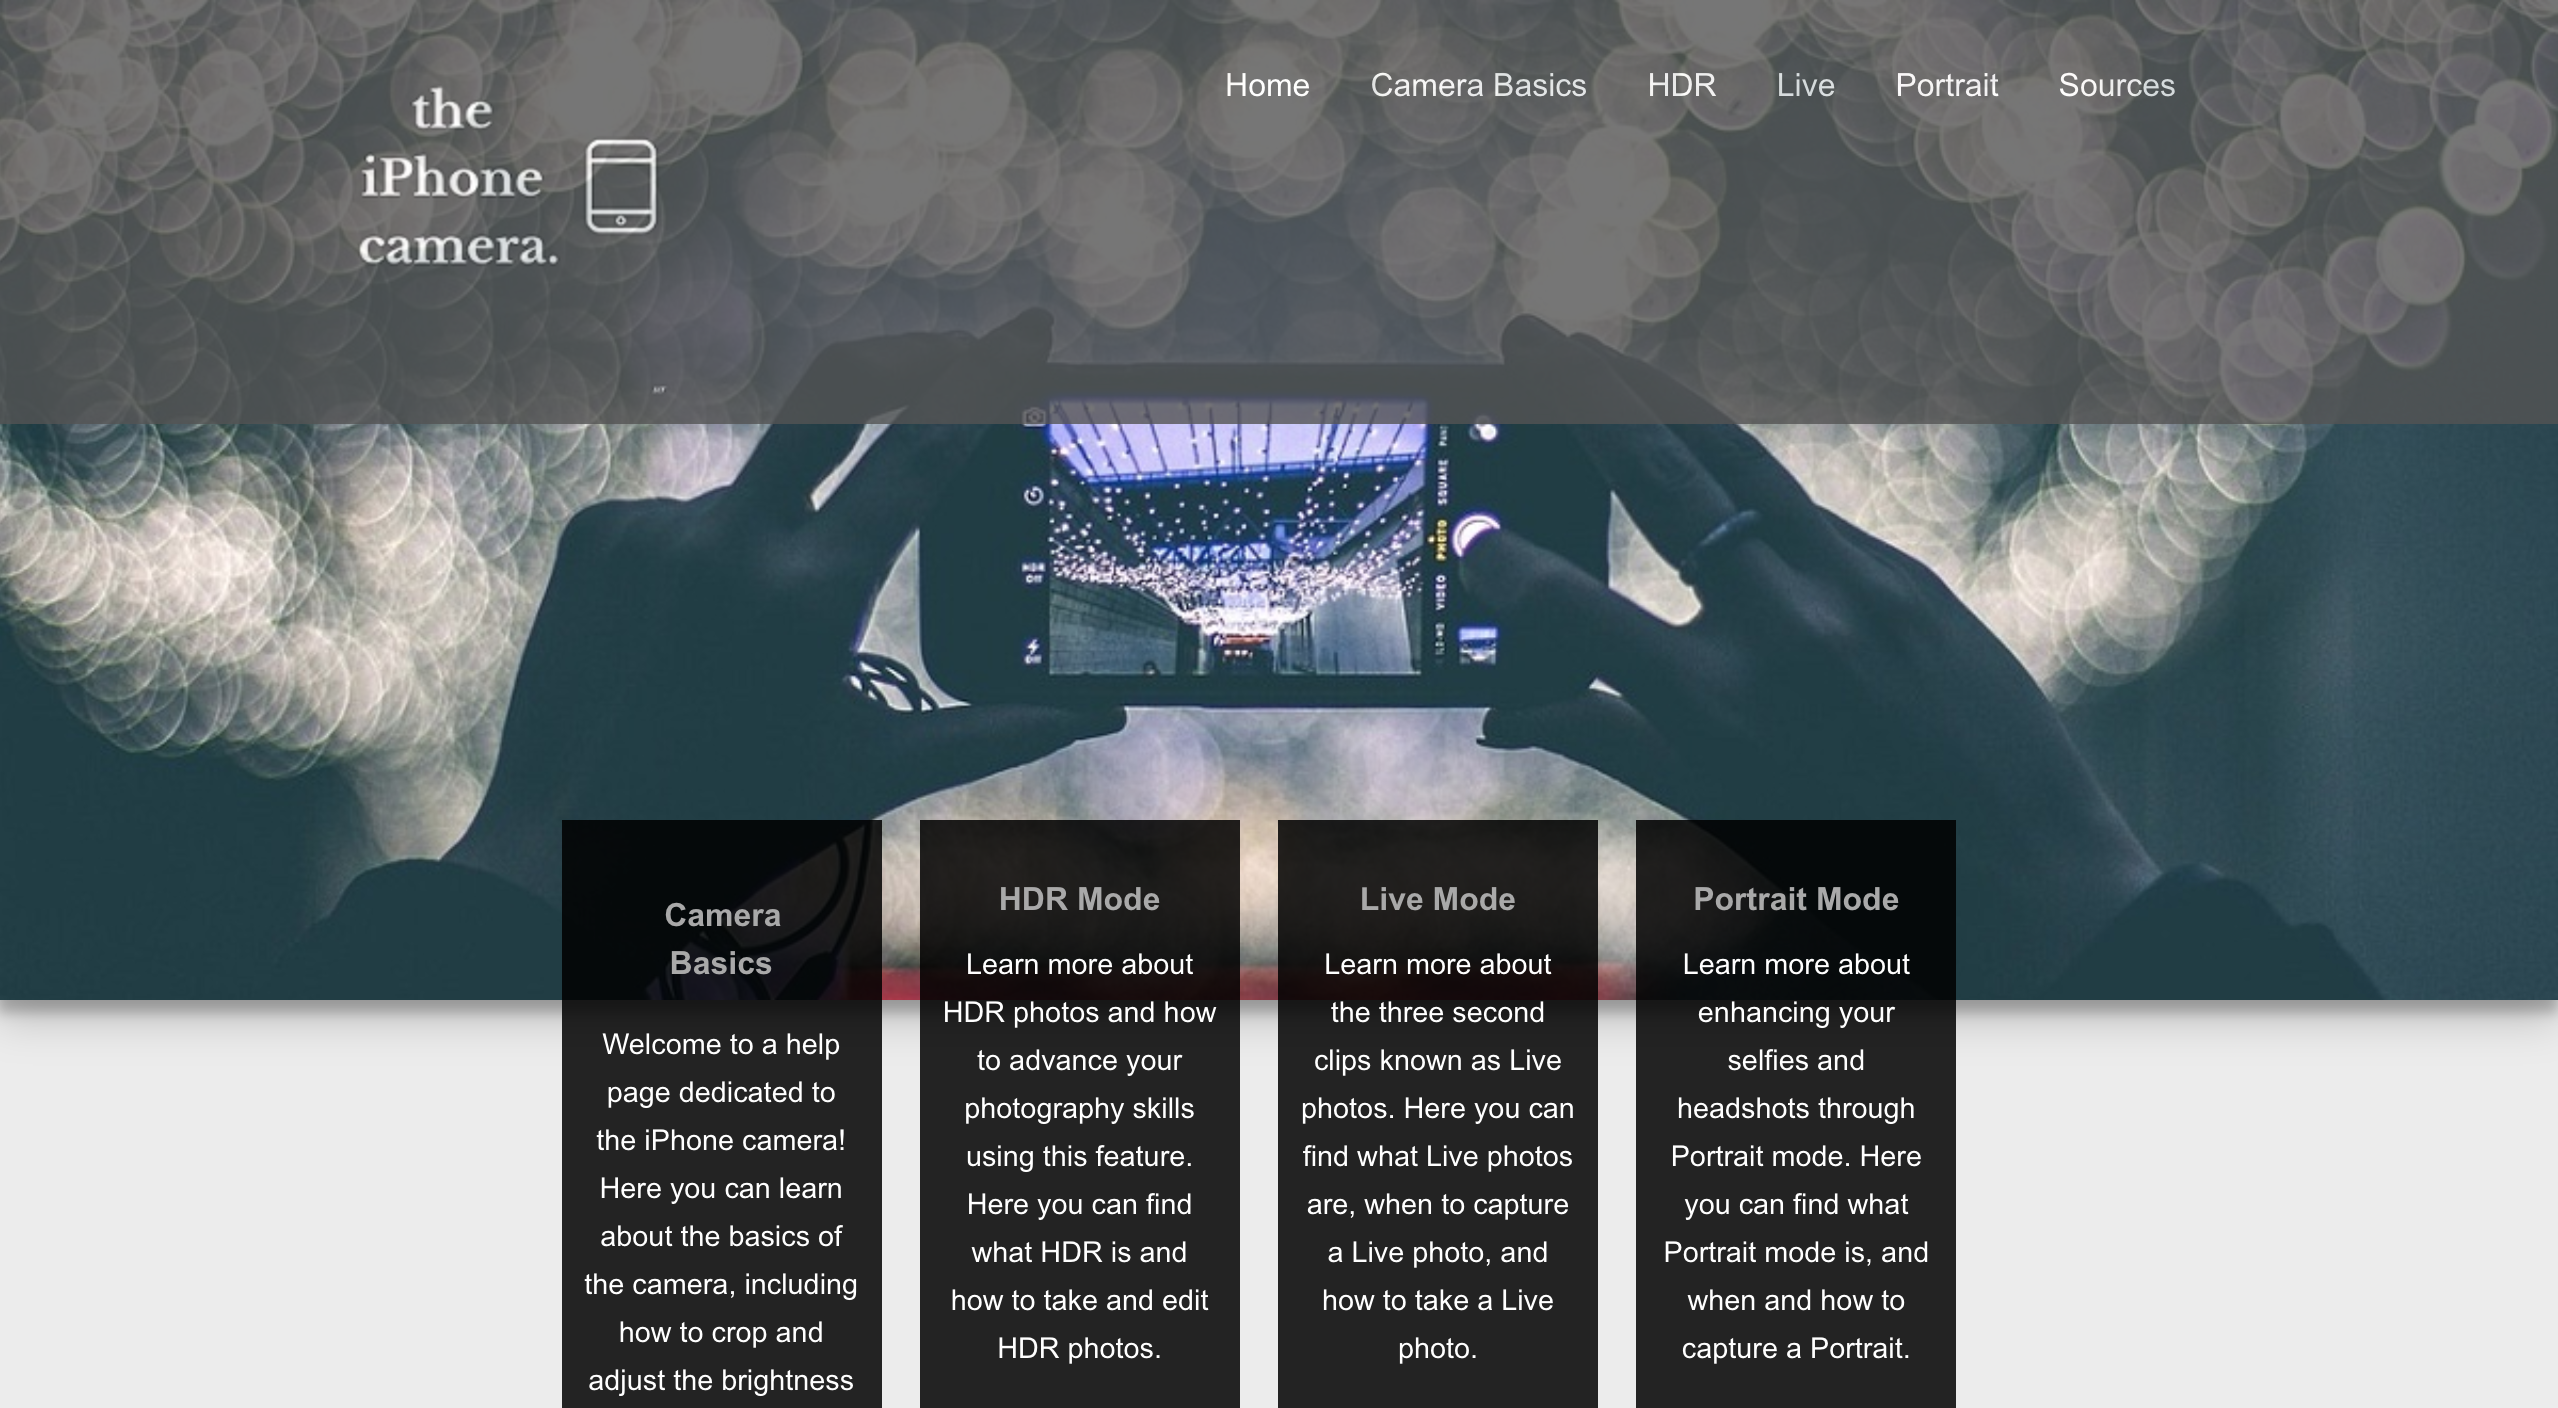 Home Camera Basics HDR Live Portrait Sources
the
iPhone
camera.
SQUARE
PHOTO
VIDEO
HDR
Off
Off
Camera
Basics
Welcome to a help
page dedicated to
the iPhone camera!
Here you can learn
about the basics of
the camera, including
how to crop and
adjust the brightness
HDR Mode
Learn more about
HDR photos and how
to advance your
photography skills
using this feature.
Here you can find
what HDR is and
how to take and edit
HDR photos.
Live Mode
Learn more about
the three second
clips known as Live
photos. Here you can
find what Live photos
are, when to capture
a Live photo, and
how to take a Live
photo.
Portrait Mode
Learn more about
enhancing your
selfies and
headshots through
Portrait mode. Here
you can find what
Portrait mode is, and
when and how to
capture a Portrait.